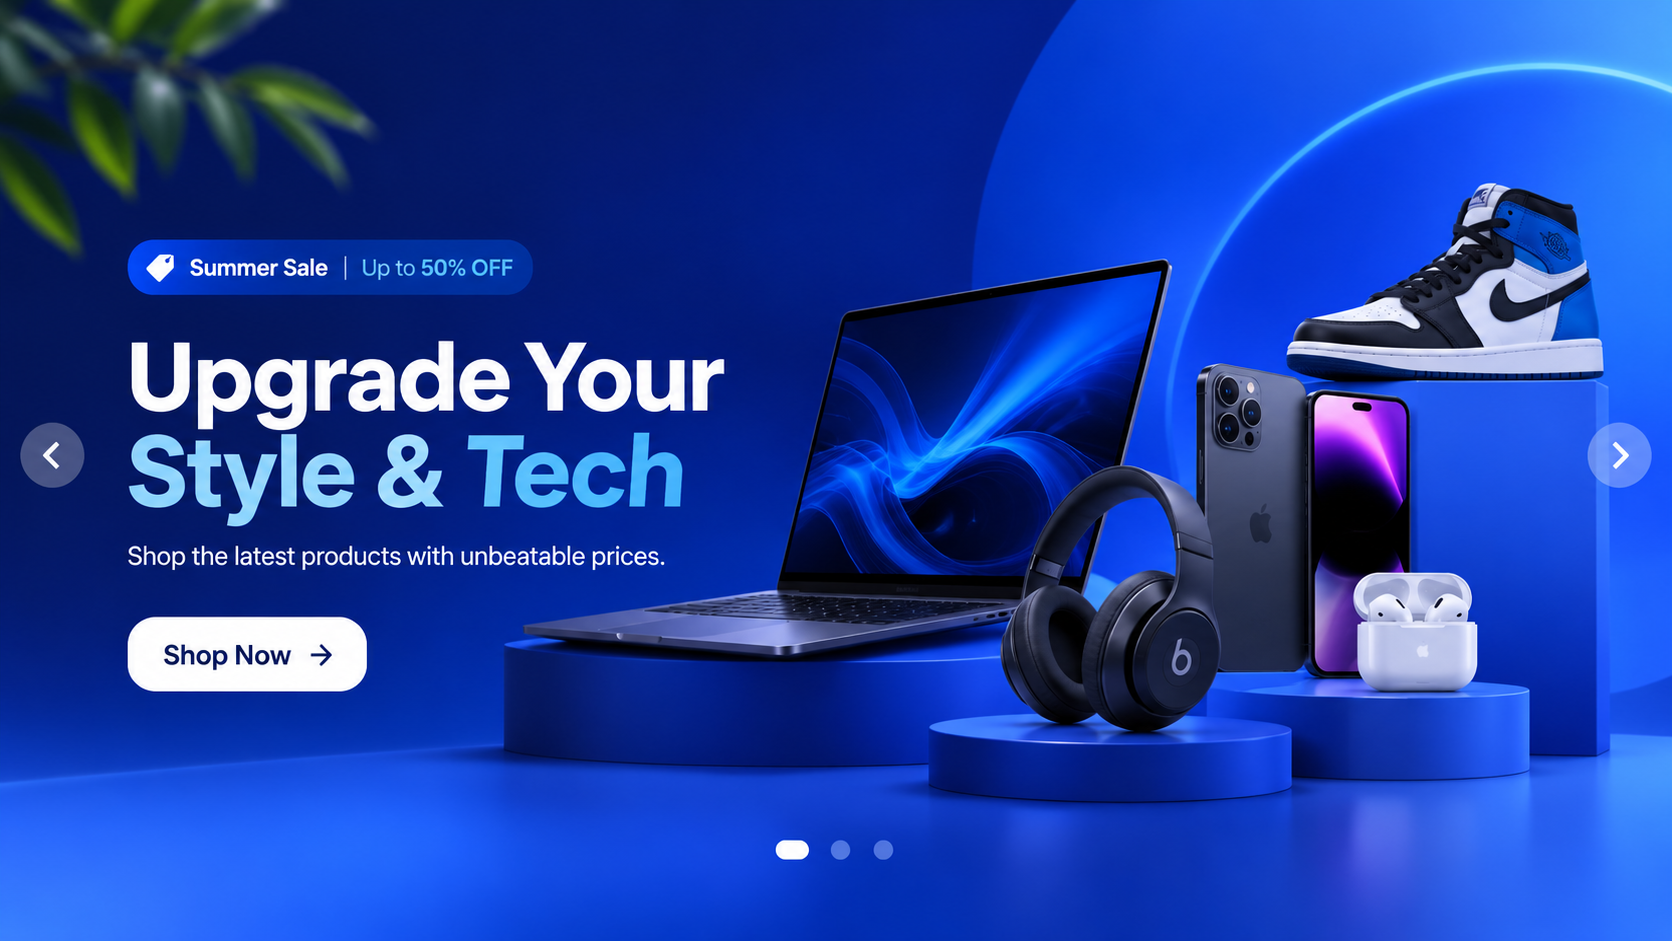 Summer Sale | Up to 50% OFF
Upgrade Your
Style & Tech
Shop the latest products with unbeatable prices.
Shop Now
b